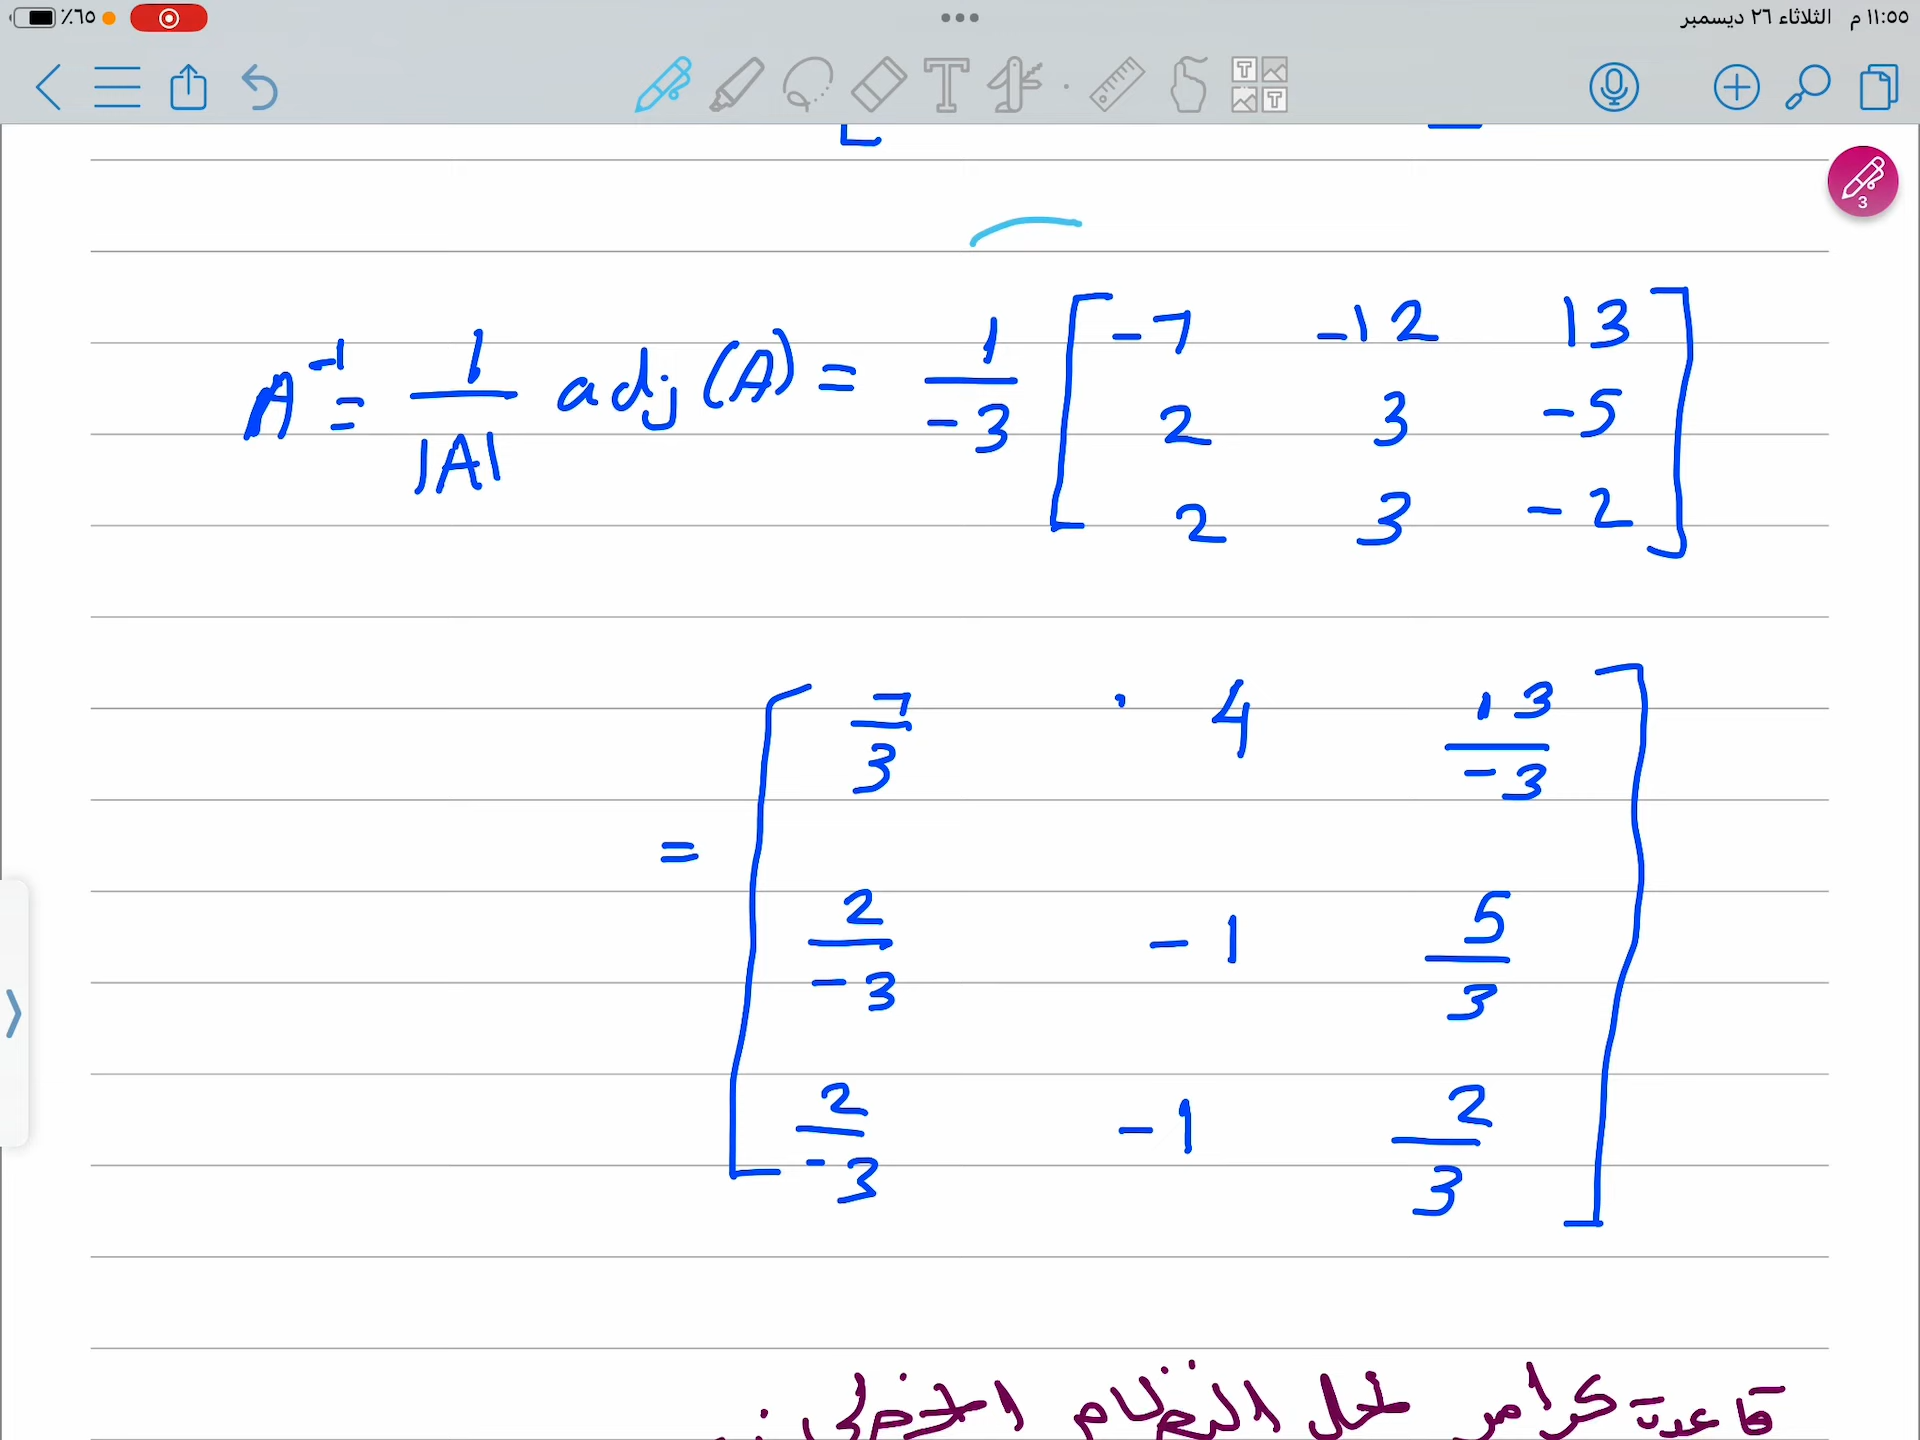 ١١:٥٥ م الثلاثاء ٢٦ ديسمبر
٪٦٥
3
A⁻¹ = 1/|A| adj (A) = 1/-3 [ -7 -12 13
2 3 -5
2 3 -2 ]
= [ 7/3 4 13/-3
2/-3 -1 5/3
2/-3 -1 2/3 ]
قاعدة كرامر لحل النظام الخطي :